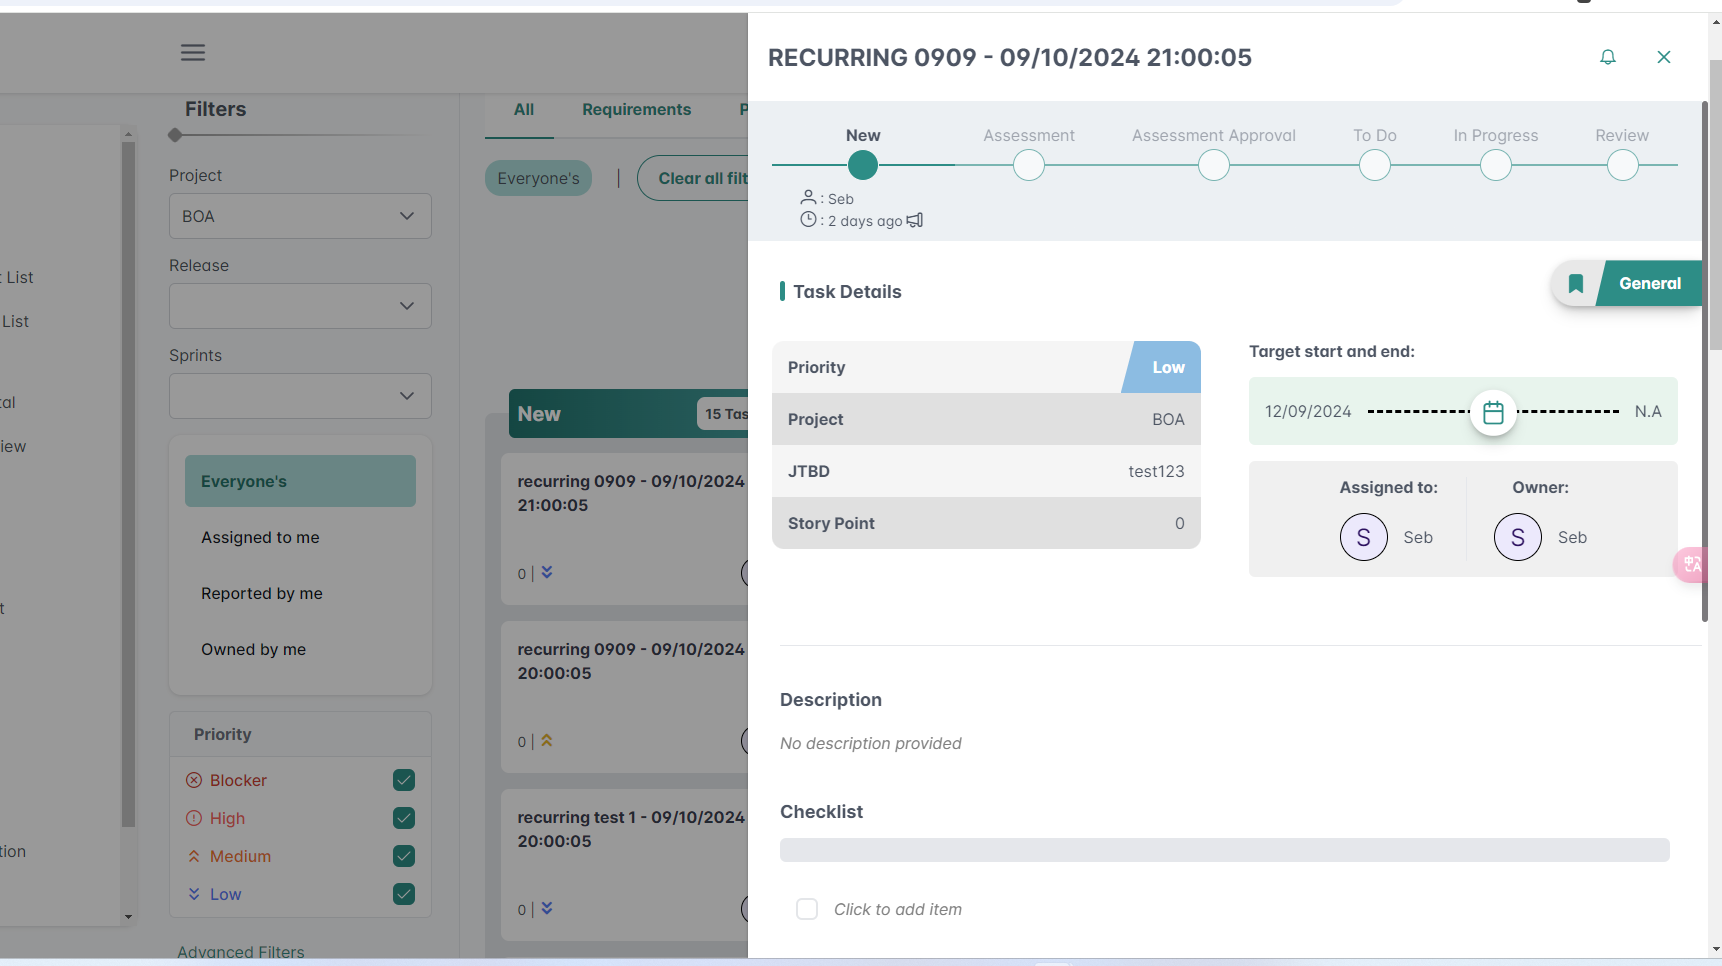 Filters
Project
BOA
Release
Sprints
Everyone's
Assigned to me
Reported by me
Owned by me
Priority
Blocker
High
Medium
Low
Advanced Filters
List
List
All
Requirements
Everyone's
|
Clear all
New
15
recurring 0909 - 09/10/2024
21:00:05
0 |
recurring 0909 - 09/10/2024
20:00:05
0 |
recurring test 1 - 09/10/2024
20:00:05
0 |
RECURRING 0909 - 09/10/2024 21:00:05
New
Assessment
Assessment Approval
To Do
In Progress
Review
: Seb
: 2 days ago
Task Details
General
Priority
Low
Project
BOA
JTBD
test123
Story Point
0
Target start and end:
12/09/2024
N.A
Assigned to:
S
Seb
Owner:
S
Seb
Description
No description provided
Checklist
Click to add item